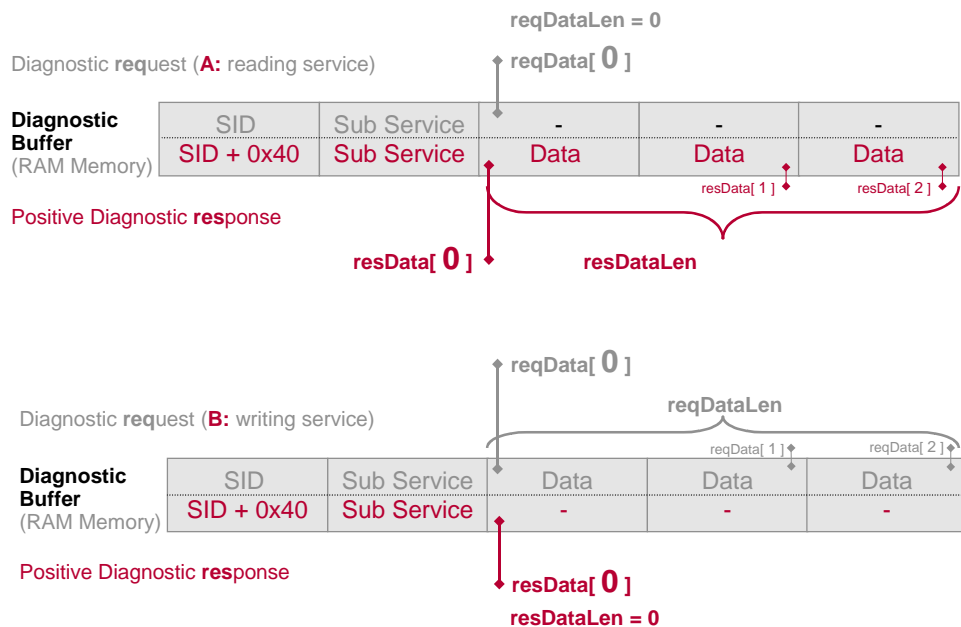 reqDataLen = 0
Diagnostic request (A: reading service)
reqData[ 0 ]
Diagnostic
Buffer
(RAM Memory)
SID Sub Service - - -
SID + 0x40 Sub Service Data Data Data
resData[ 1 ] resData[ 2 ]
Positive Diagnostic response
resData[ 0 ] resDataLen
reqData[ 0 ]
Diagnostic request (B: writing service)
reqDataLen
reqData[ 1 ] reqData[ 2 ]
Diagnostic
Buffer
(RAM Memory)
SID Sub Service Data Data Data
SID + 0x40 Sub Service - - -
Positive Diagnostic response
resData[ 0 ]
resDataLen = 0